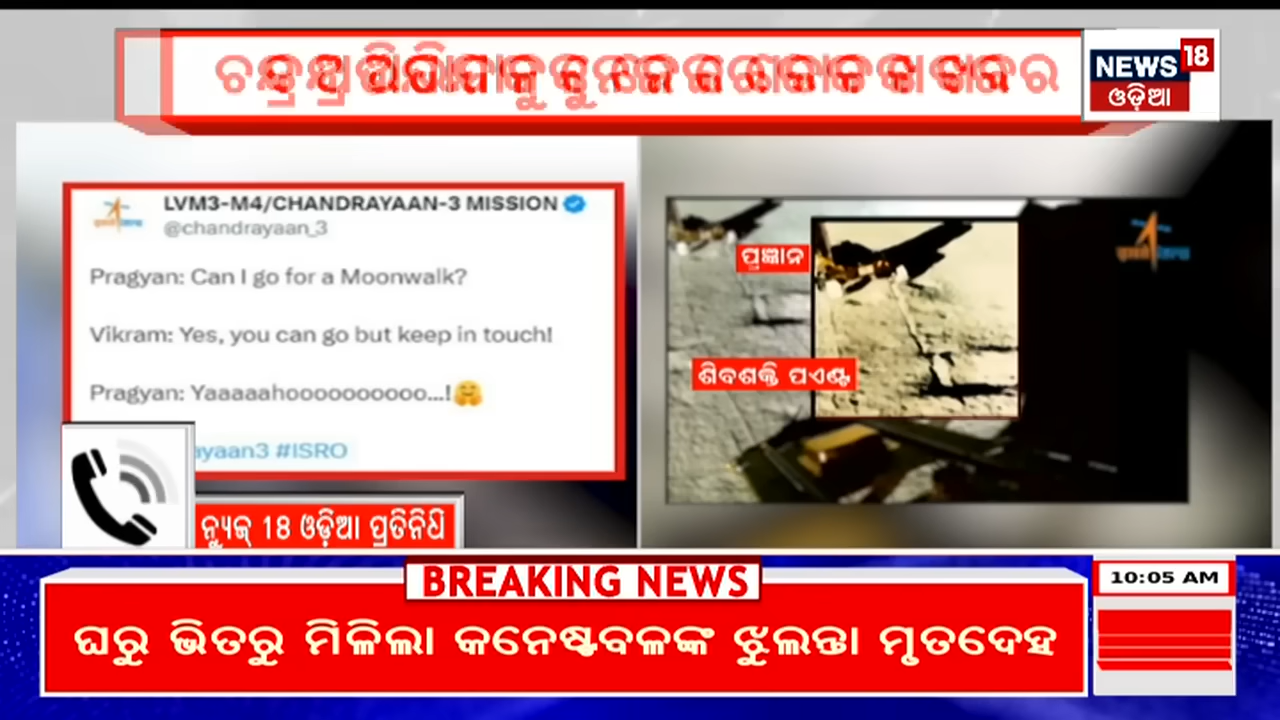 NEWS 18
ଓଡ଼ିଆ
LVM3-M4/CHANDRAYAAN-3 MISSION
@chandrayaan_3
Pragyan: Can I go for a Moonwalk?
Vikram: Yes, you can go but keep in touch!
Pragyan: Yaaaaahoooooooooo...!🤗
ayaan3 #ISRO
ପ୍ରଜ୍ଞାନ
ଶିବଶକ୍ତି ପଏଣ୍ଟ
ନ୍ୟୁଜ୍ 18 ଓଡ଼ିଆ ପ୍ରତିନିଧି
BREAKING NEWS
10:05 AM
ଘରୁ ଭିତରୁ ମିଳିଲା କନେଷ୍ଟବଳଙ୍କ ଝୁଲନ୍ତା ମୃତଦେହ